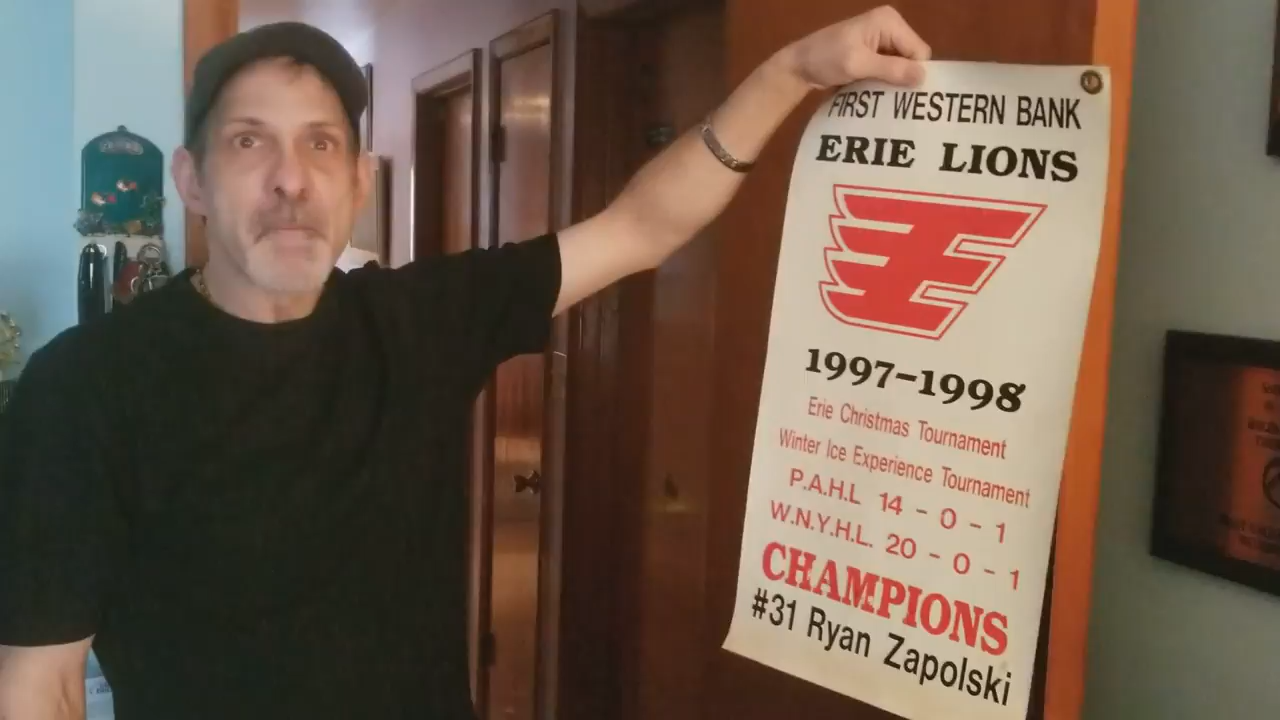 FIRST WESTERN BANK
ERIE LIONS
1997-1998
Erie Christmas Tournament
Winter Ice Experience Tournament
P.A.H.L 14 - 0 - 1
W.N.Y.H.L. 20 - 0 - 1
CHAMPIONS
#31 Ryan Zapolski